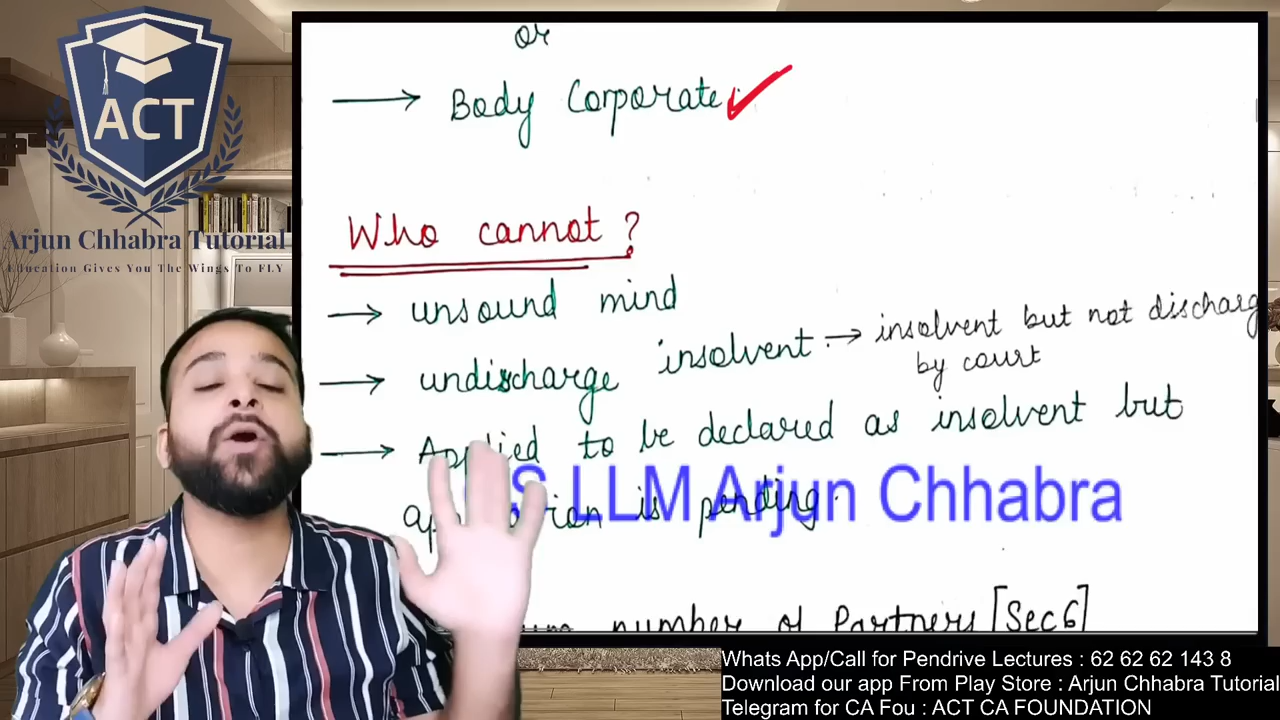 or
→ Body Corporate
Who cannot ?
→ unsound mind
→ undischarge insolvent → insolvent but not discharg
by court
→ Applied to be declared as insolvent but
is pending.
number of Partners [Sec 6]
LLM Arjun Chhabra
ACT
Arjun Chhabra Tutorial
Education Gives You The Wings To FLY
Whats App/Call for Pendrive Lectures : 62 62 62 143 8
Download our app From Play Store : Arjun Chhabra Tutorial
Telegram for CA Fou : ACT CA FOUNDATION